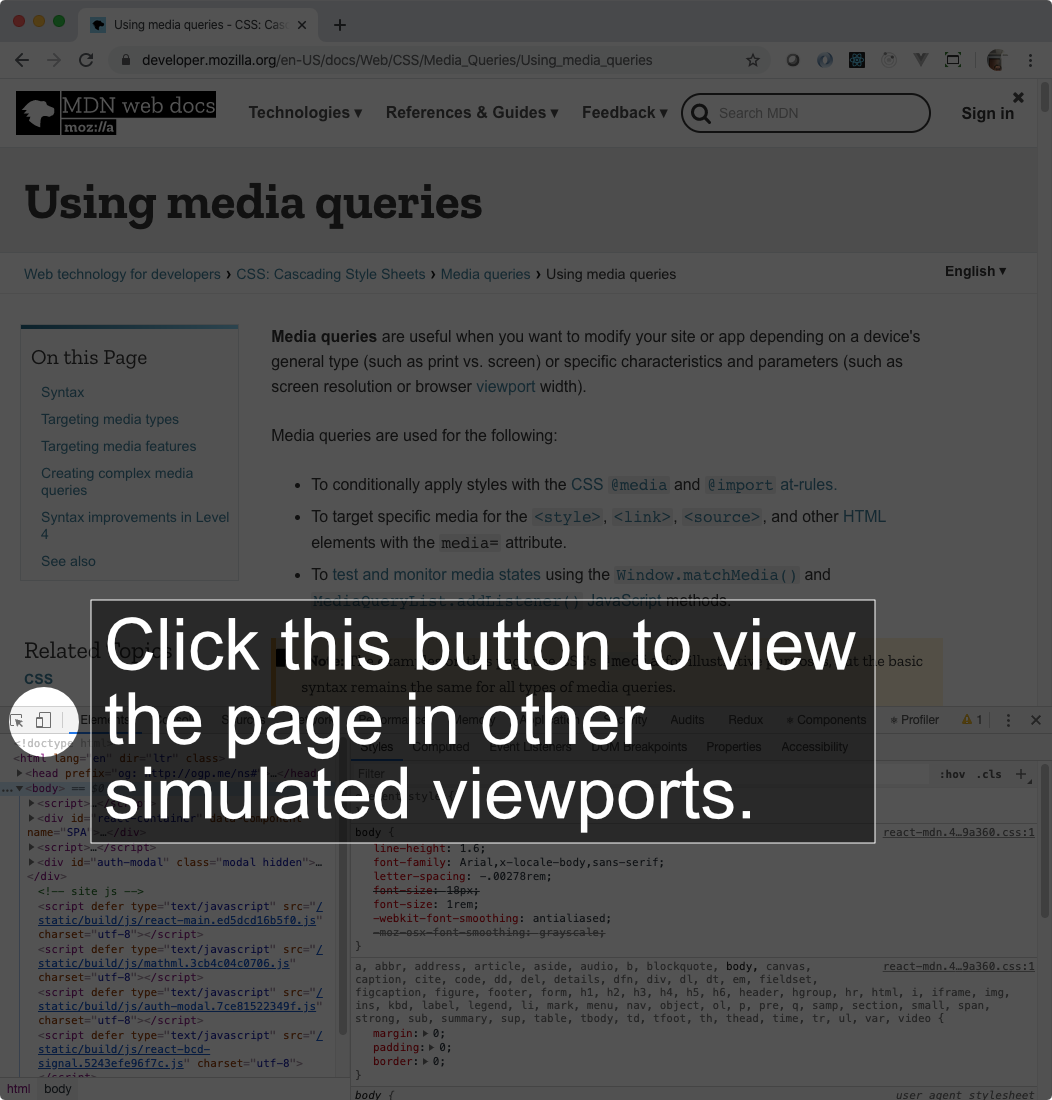 Using media queries - CSS: Cas
developer.mozilla.org/en-US/docs/Web/CSS/Media_Queries/Using_media_queries
MDN web docs
moz://a
Technologies ▾ References & Guides ▾ Feedback ▾ Search MDN Sign in
Using media queries
Web technology for developers › CSS: Cascading Style Sheets › Media queries › Using media queries English ▾
On this Page
Syntax
Targeting media types
Targeting media features
Creating complex media
queries
Syntax improvements in Level
4
See also
Related Topics
CSS
Media queries are useful when you want to modify your site or app depending on a device's
general type (such as print vs. screen) or specific characteristics and parameters (such as
screen resolution or browser viewport width).
Media queries are used for the following:
• To conditionally apply styles with the CSS @media and @import at-rules.
• To target specific media for the <style>, <link>, <source>, and other HTML
elements with the media= attribute.
• To test and monitor media states using the Window.matchMedia() and
MediaQueryList.addListener() JavaScript methods.
Note: the basic
syntax remains the same for all types of media queries.
Click this button to view
the page in other
simulated viewports.
Elements Memory Application Security Audits Redux Components Profiler 1
<!doctype html>
<html lang="en" dir="ltr" class>
▸<head prefix="og: http://ogp.me/ns#">…</head>
…▾<body> ==
▸<script>…
▸<div id="react-container" data-component
name="SPA">…</div>
▸<script>…</script>
▸<div id="auth-modal" class="modal hidden">…
</div>
<!-- site js -->
<script defer type="text/javascript" src="/
static/build/js/react-main.ed5dcd16b5f0.js"
charset="utf-8"></script>
<script defer type="text/javascript" src="/
static/build/js/mathml.3cb4c04c0706.js"
charset="utf-8"></script>
<script defer type="text/javascript" src="/
static/build/js/auth-modal.7ce81522349f.js"
charset="utf-8"></script>
<script defer type="text/javascript" src="/
static/build/js/react-bcd-
signal.5243efe96f7c.js" charset="utf-8">
</script>
html body
Styles Computed Event Listeners DOM Breakpoints Properties Accessibility
Filter :hov .cls +
body { react-mdn.4…9a360.css:1
line-height: 1.6;
font-family: Arial,x-locale-body,sans-serif;
letter-spacing: -.00278rem;
font-size: 18px;
font-size: 1rem;
-webkit-font-smoothing: antialiased;
-moz-osx-font-smoothing: grayscale;
}
a, abbr, address, article, aside, audio, b, blockquote, body, canvas, react-mdn.4…9a360.css:1
caption, cite, code, dd, del, details, dfn, div, dl, dt, em, fieldset,
figcaption, figure, footer, form, h1, h2, h3, h4, h5, h6, header, hgroup, hr, html, i, iframe, img,
ins, kbd, label, legend, li, mark, menu, nav, object, ol, p, pre, q, samp, section, small, span,
strong, sub, summary, sup, table, tbody, td, tfoot, th, thead, time, tr, ul, var, video {
margin:▸ 0;
padding:▸ 0;
border:▸ 0;
}
body { user agent stylesheet